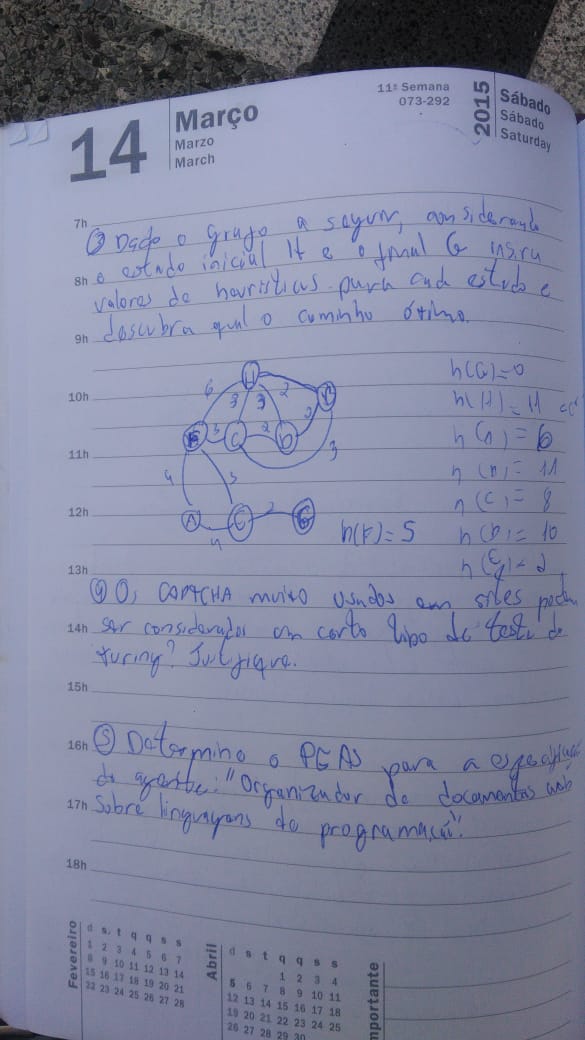 14
Março
Marzo
March
11ª Semana
073-292
2015
Sábado
Sábado
Saturday
7h
③ Dado o grafo a seguir, considerando
8h
o estado inicial H e o final G insira
valores de heurísticas para cada estado e
9h
descubra qual o caminho ótimo.
10h
H
6 3 3 2
B
h(G)=0
h(H)=11
11h
F 3 C 2 D 2
3
h(A)=6
h(B)=11
4 3
h(C)=8
12h
A 4 E 2 G
h(F)=5
h(D)=10
13h
h(E)=2
④ Os CAPTCHA muito usados em sites podem
14h
ser considerados um certo tipo de teste de
turing? Justifique.
15h
16h
⑤ Determine o PEAS para a especificação
do agente: "Organizador de documentos web
17h
sobre linguagens de programação".
18h
Fevereiro
d s t q q s s
1 2 3 4 5 6 7
8 9 10 11 12 13 14
15 16 17 18 19 20 21
22 23 24 25 26 27 28
Abril
d s t q q s s
1 2 3 4
5 6 7 8 9 10 11
12 13 14 15 16 17 18
19 20 21 22 23 24 25
26 27 28 29 30
mportante